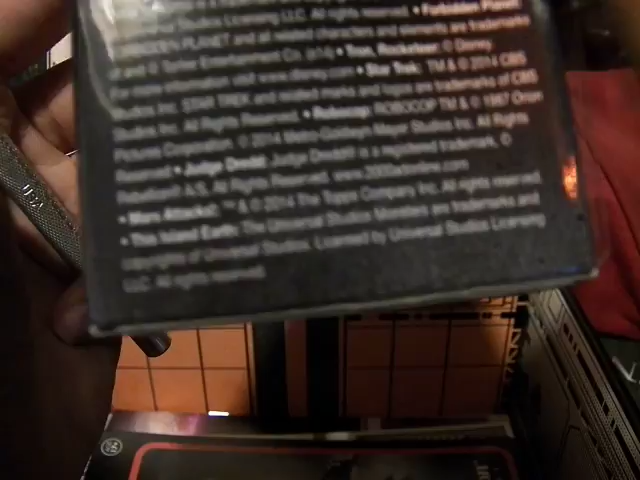 Universal Studios Licensing LLC. All rights reserved. • Forbidden Planet:
FORBIDDEN PLANET and all related characters and elements are trademarks
of and © Turner Entertainment Co. • Tron, Rocketeer: © Disney
For more information visit www.disney.com • Star Trek: TM & © 2014 CBS
Studios Inc. STAR TREK and related marks and logos are trademarks of CBS
Studios Inc. All Rights Reserved. • Robocop: ROBOCOP TM & © 1987 Orion
Pictures Corporation. © 2014 Metro-Goldwyn Mayer Studios Inc. All Rights
Reserved • Judge Dredd: Judge Dredd® is a registered trademark, ©
Rebellion® A/S, All Rights Reserved. www.2000adonline.com
• Mars Attacks!: ™ & © 2014 The Topps Company Inc. All rights reserved.
• This Island Earth: The Universal Studios Monsters are trademarks and
copyrights of Universal Studios. Licensed by Universal Studios Licensing
LLC. All rights reserved.
USA